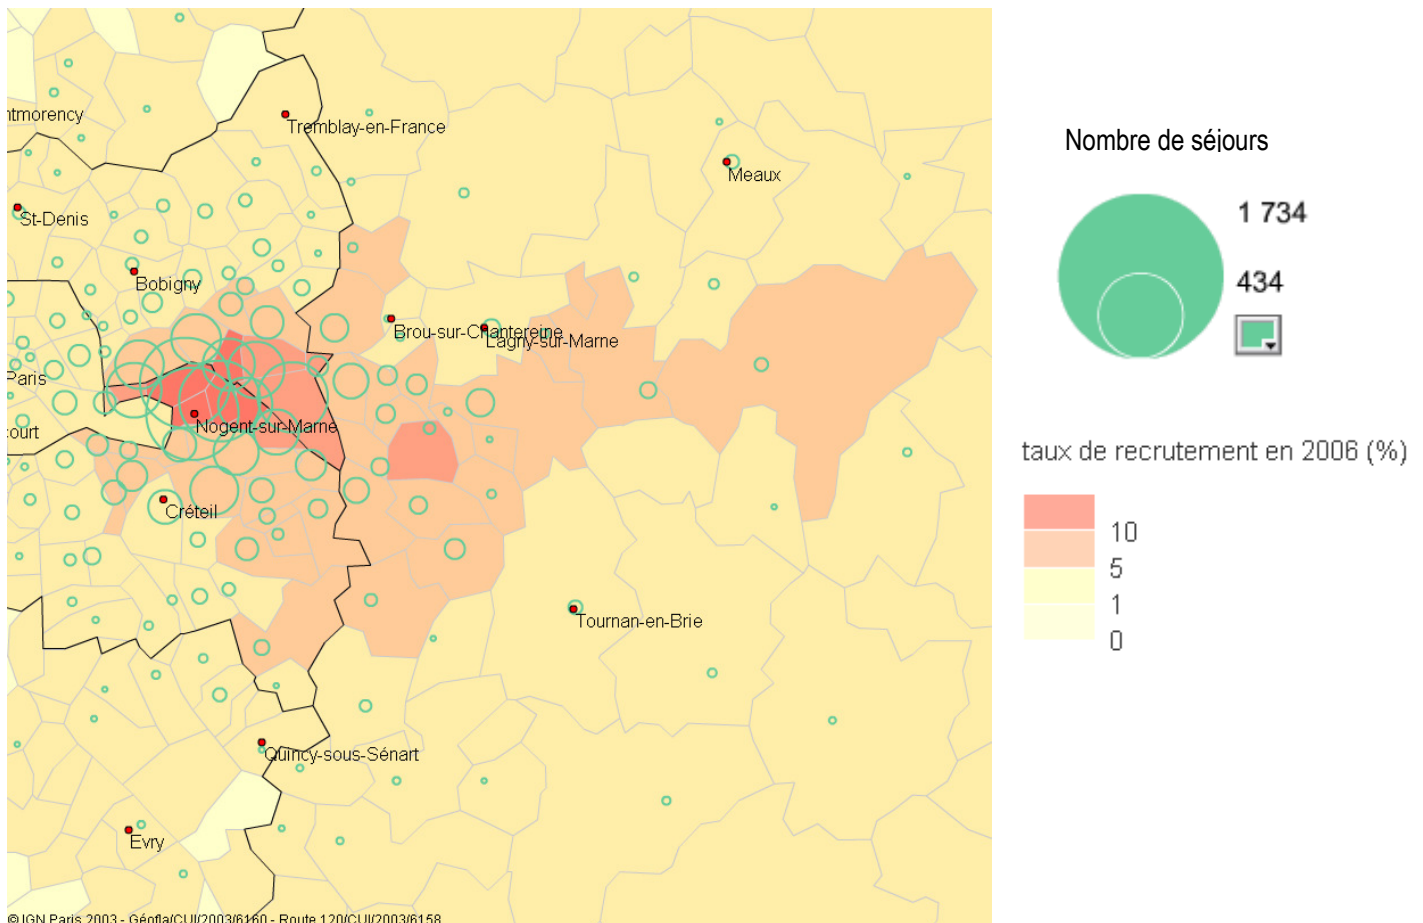 ntmorency
Tremblay-en-France
Meaux
St-Denis
Bobigny
Brou-sur-Chantereine
Lagny-sur-Marne
Paris
Nogent-sur-Marne
court
Créteil
Tournan-en-Brie
Quincy-sous-Sénart
Evry
© IGN Paris 2003 - Géofla/CUI/2003/6160 - Route 120/CUI/2003/6158
Nombre de séjours
1 734
434
taux de recrutement en 2006 (%)
10
5
1
0